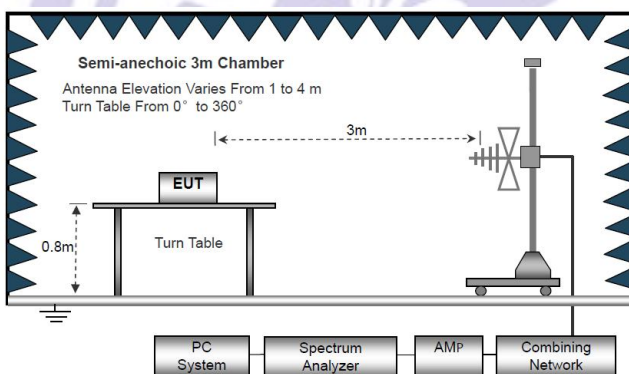 Semi-anechoic 3m Chamber
Antenna Elevation Varies From 1 to 4 m
Turn Table From 0° to 360°
3m
EUT
0.8m
Turn Table
PC
System
Spectrum
Analyzer
AMP
Combining
Network